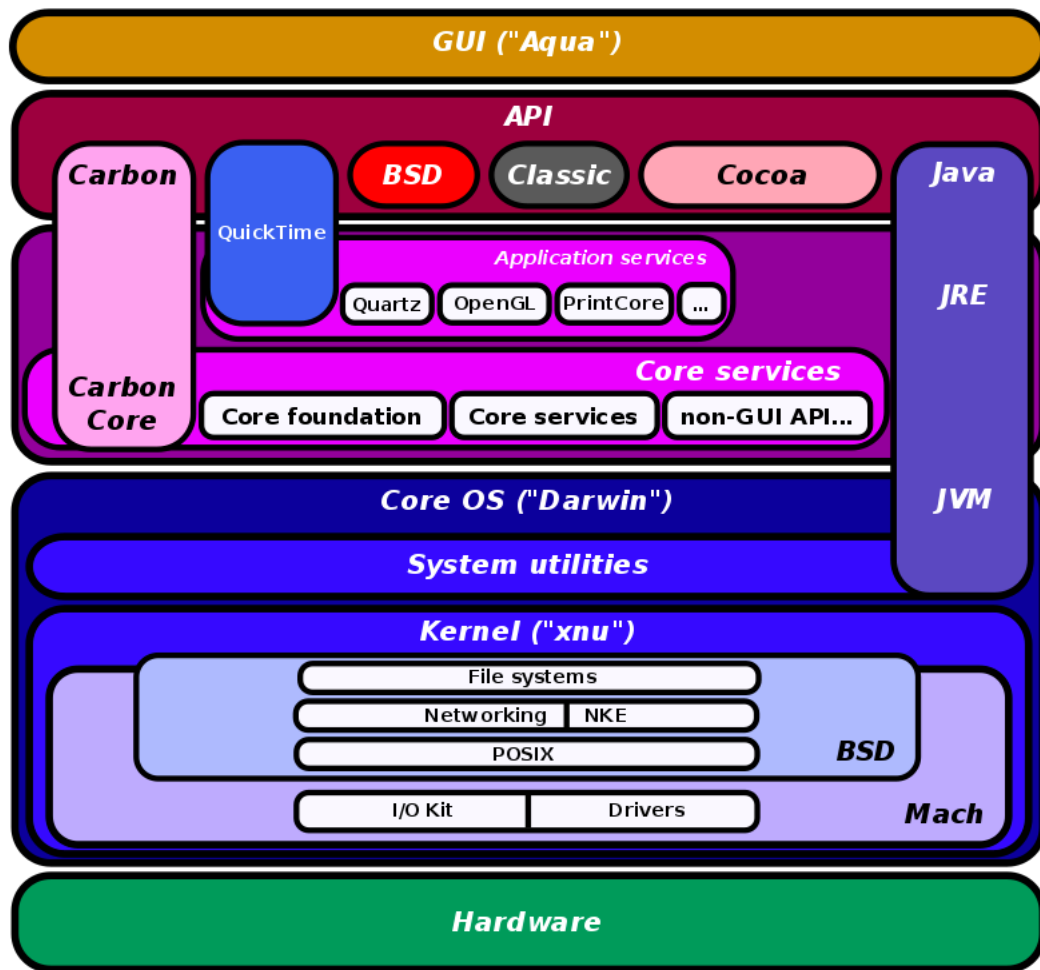 GUI ("Aqua")
API
Carbon
QuickTime
BSD
Classic
Cocoa
Java
Application services
Quartz
OpenGL
PrintCore
...
JRE
Core services
Carbon
Core
Core foundation
Core services
non-GUI API...
Core OS ("Darwin")
JVM
System utilities
Kernel ("xnu")
File systems
Networking
NKE
POSIX
BSD
I/O Kit
Drivers
Mach
Hardware